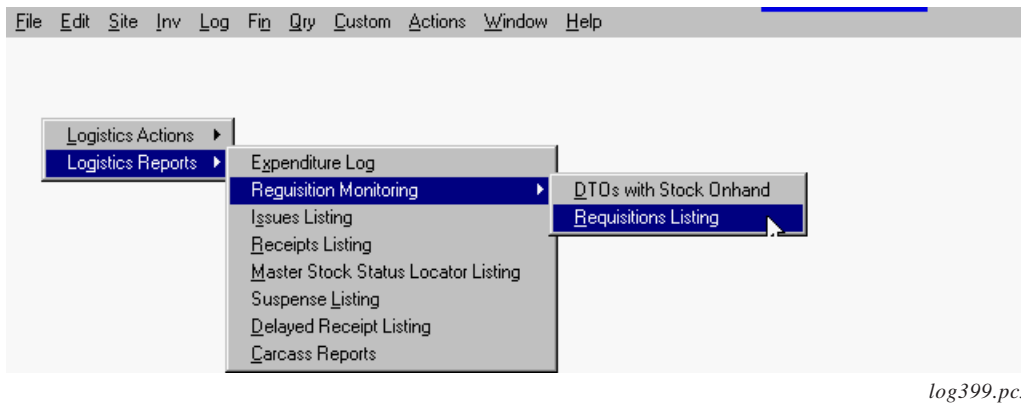 File Edit Site Inv Log Fin Qry Custom Actions Window Help
Logistics Actions
Logistics Reports
Expenditure Log
Reguisition Monitoring
DTOs with Stock Onhand
Issues Listing
Requisitions Listing
Receipts Listing
Master Stock Status Locator Listing
Suspense Listing
Delayed Receipt Listing
Carcass Reports
log399.pc